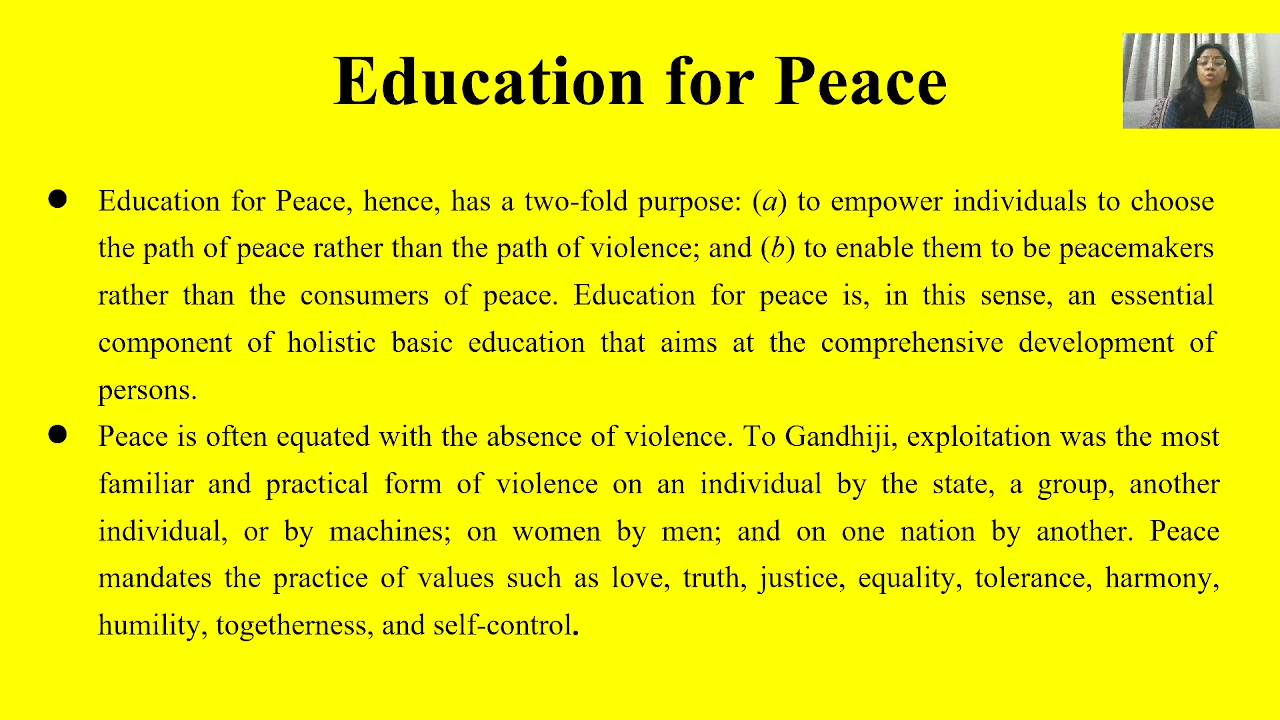 Education for Peace
● Education for Peace, hence, has a two-fold purpose: (a) to empower individuals to choose
the path of peace rather than the path of violence; and (b) to enable them to be peacemakers
rather than the consumers of peace. Education for peace is, in this sense, an essential
component of holistic basic education that aims at the comprehensive development of
persons.
● Peace is often equated with the absence of violence. To Gandhiji, exploitation was the most
familiar and practical form of violence on an individual by the state, a group, another
individual, or by machines; on women by men; and on one nation by another. Peace
mandates the practice of values such as love, truth, justice, equality, tolerance, harmony,
humility, togetherness, and self-control.